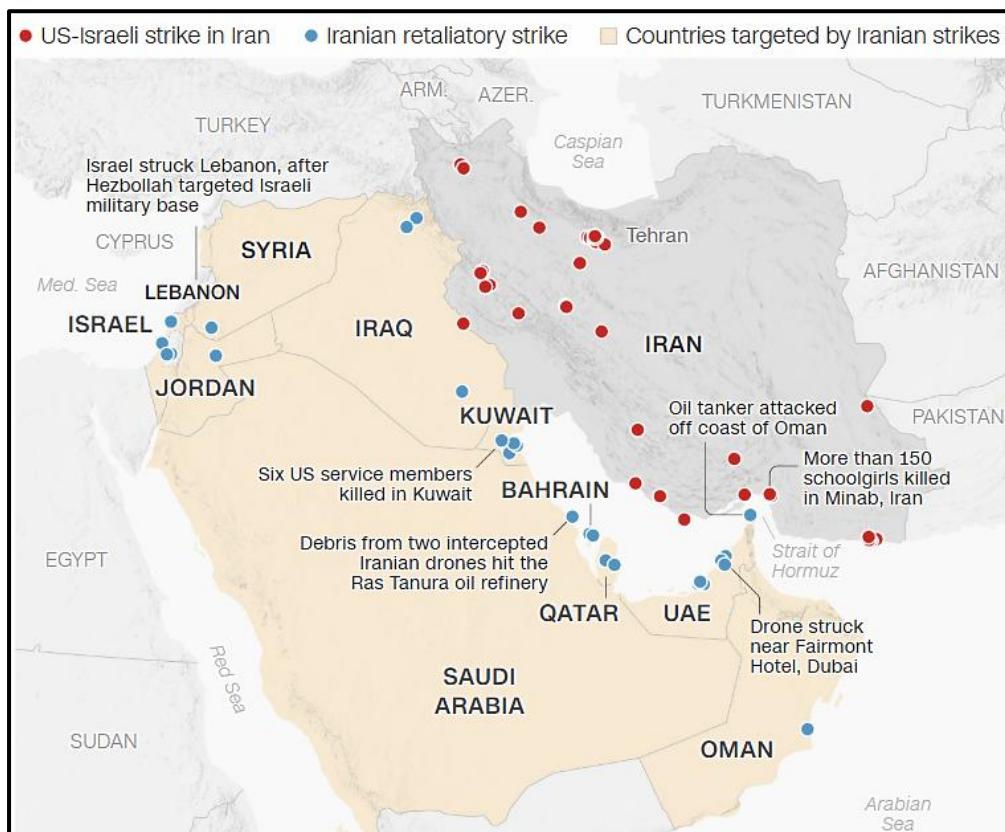 US-Israeli strike in Iran
Iranian retaliatory strike
Countries targeted by Iranian strikes
ARM.
AZER.
TURKMENISTAN
TURKEY
Caspian
Sea
Israel struck Lebanon, after
Hezbollah targeted Israeli
military base
CYPRUS
SYRIA
Tehran
AFGHANISTAN
Med. Sea
LEBANON
ISRAEL
IRAQ
IRAN
JORDAN
PAKISTAN
KUWAIT
Oil tanker attacked
off coast of Oman
Six US service members
killed in Kuwait
More than 150
schoolgirls killed
in Minab, Iran
BAHRAIN
Debris from two intercepted
Iranian drones hit the
Ras Tanura oil refinery
Strait of
Hormuz
EGYPT
QATAR
UAE
Drone struck
near Fairmont
Hotel, Dubai
Red Sea
SAUDI
ARABIA
SUDAN
OMAN
Arabian
Sea